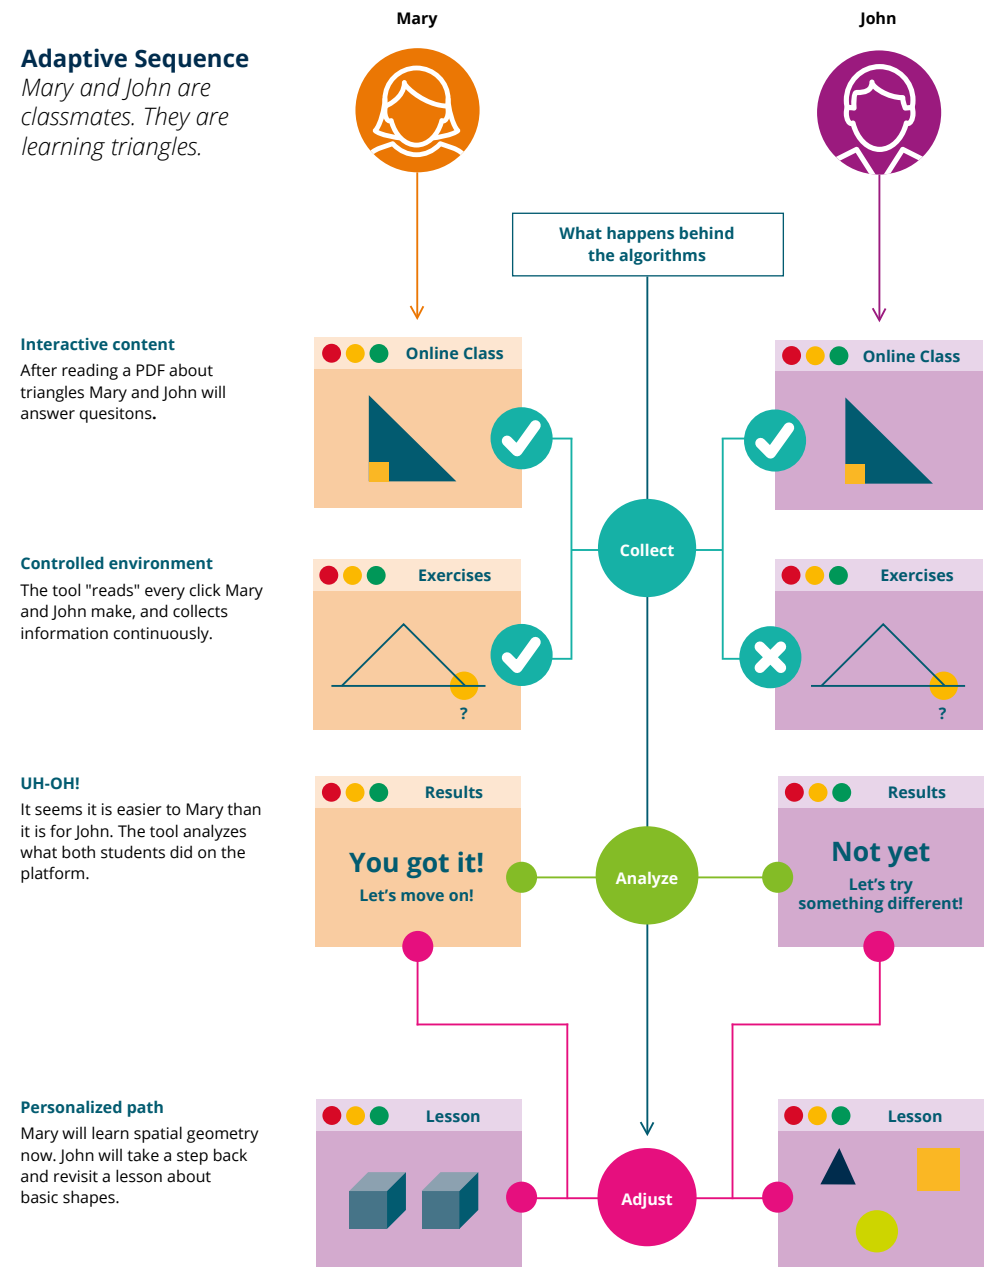 Mary
John
Adaptive Sequence
Mary and John are
classmates. They are
learning triangles.
What happens behind
the algorithms
Interactive content
After reading a PDF about
triangles Mary and John will
answer quesitons.
Online Class
Online Class
Collect
Controlled environment
The tool "reads" every click Mary
and John make, and collects
information continuously.
Exercises
?
Exercises
?
UH-OH!
It seems it is easier to Mary than
it is for John. The tool analyzes
what both students did on the
platform.
Results
You got it!
Let's move on!
Analyze
Results
Not yet
Let's try
something different!
Personalized path
Mary will learn spatial geometry
now. John will take a step back
and revisit a lesson about
basic shapes.
Lesson
Adjust
Lesson